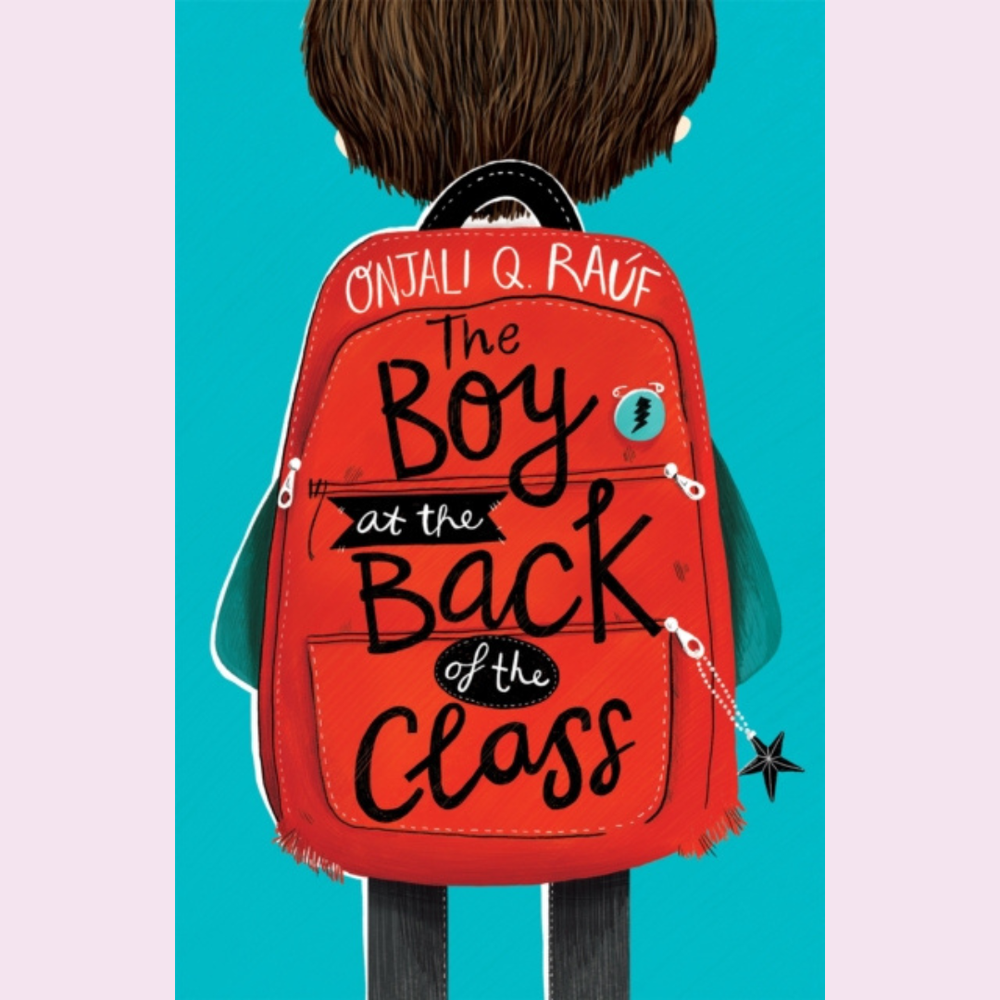 ONJALI Q. RAÚF
The
Boy
at the
Back
of the
Class